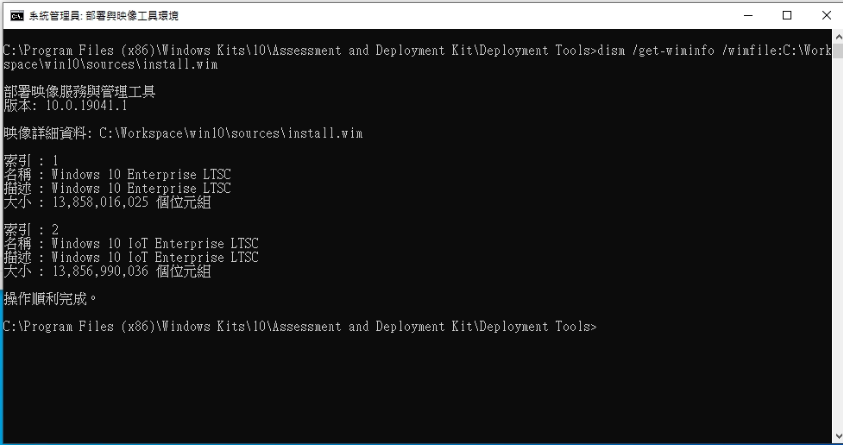 系統管理員: 部署與映像工具環境
C:\Program Files (x86)\Windows Kits\10\Assessment and Deployment Kit\Deployment Tools>dism /get-wiminfo /wimfile:C:\Work
space\win10\sources\install.wim
部署映像服務與管理工具
版本: 10.0.19041.1
映像詳細資料: C:\Workspace\win10\sources\install.wim
索引 : 1
名稱 : Windows 10 Enterprise LTSC
描述 : Windows 10 Enterprise LTSC
大小 : 13,858,016,025 個位元組
索引 : 2
名稱 : Windows 10 IoT Enterprise LTSC
描述 : Windows 10 IoT Enterprise LTSC
大小 : 13,856,990,036 個位元組
操作順利完成。
C:\Program Files (x86)\Windows Kits\10\Assessment and Deployment Kit\Deployment Tools>